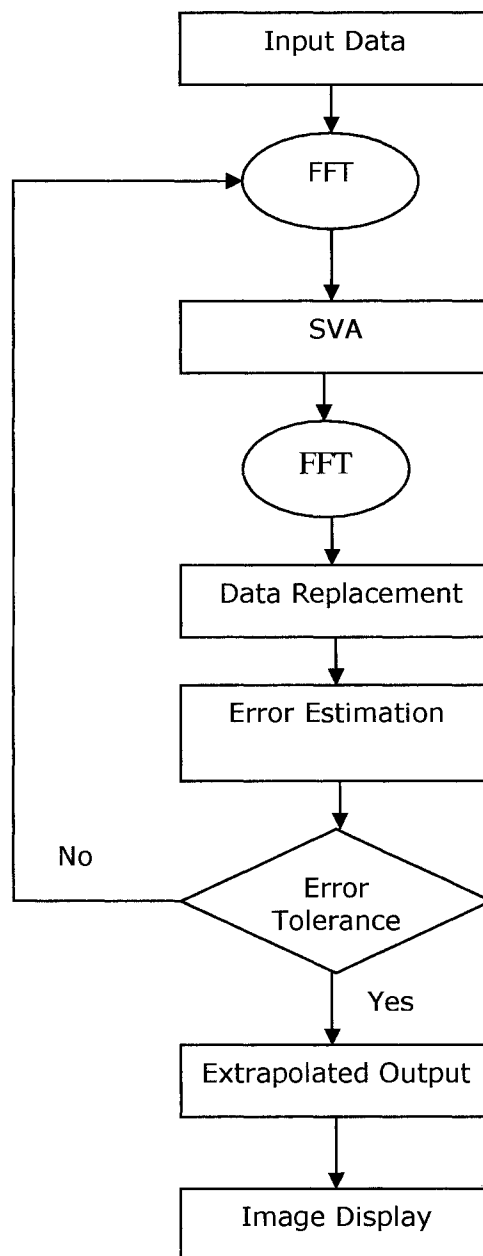 Input Data
FFT
SVA
FFT
Data Replacement
Error Estimation
No
Error
Tolerance
Yes
Extrapolated Output
Image Display